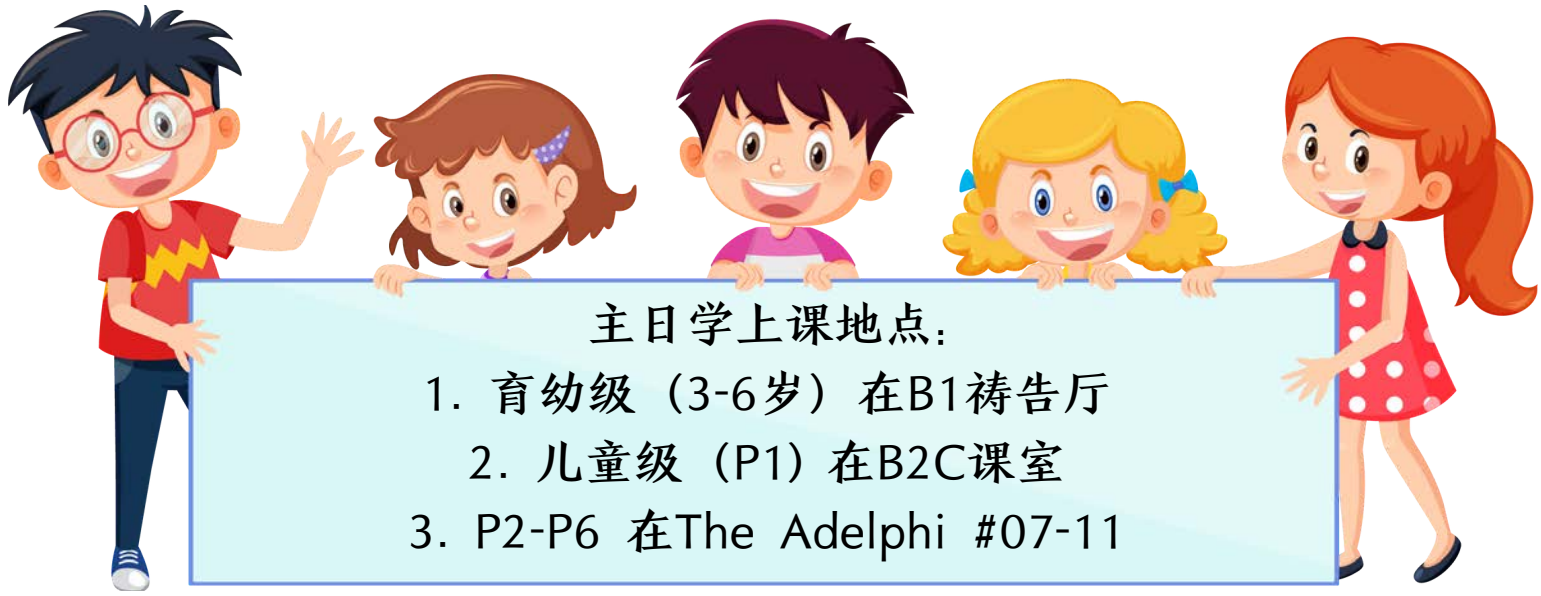 主日学上课地点：
1. 育幼级（3-6岁）在B1祷告厅
2. 儿童级（P1）在B2C课室
3. P2-P6 在The Adelphi #07-11